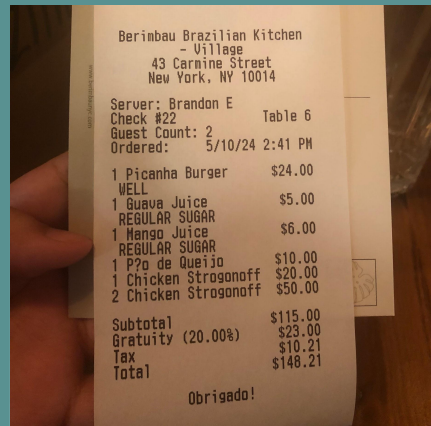 Berimbau Brazilian Kitchen
- Village
43 Carmine Street
New York, NY 10014
Server: Brandon E
Check #22 Table 6
Guest Count: 2
Ordered: 5/10/24 2:41 PM
1 Picanha Burger $24.00
WELL
1 Guava Juice $5.00
REGULAR SUGAR
1 Mango Juice $6.00
REGULAR SUGAR
1 P?o de Queijo $10.00
1 Chicken Strogonoff $20.00
2 Chicken Strogonoff $50.00
Subtotal $115.00
Gratuity (20.00%) $23.00
Tax $10.21
Total $148.21
Obrigado!